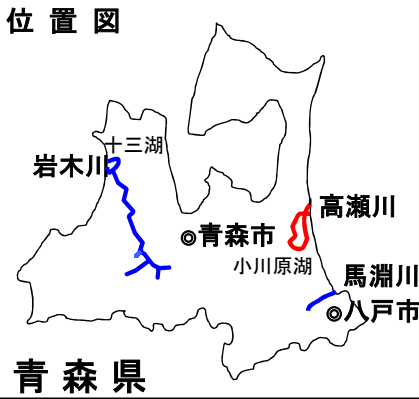 位置図
十三湖
岩木川
高瀬川
◎青森市
小川原湖
馬淵川
◎八戸市
青森県